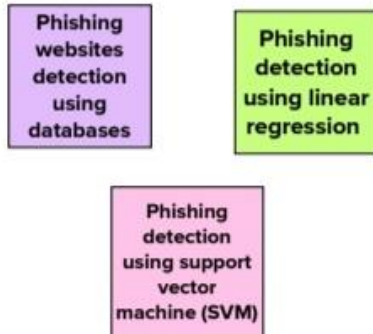 Phishing
websites
detection
using
databases
Phishing
detection
using linear
regression
Phishing
detection
using support
vector
machine (SVM)